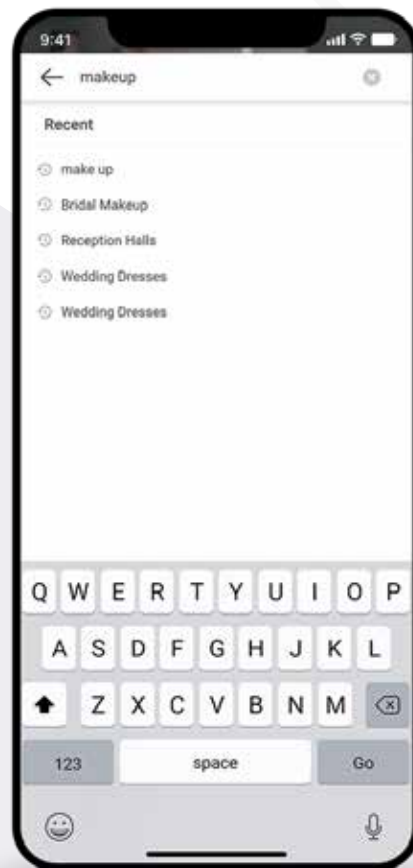 9:41
makeup
Recent
make up
Bridal Makeup
Reception Halls
Wedding Dresses
Wedding Dresses
Q W E R T Y U I O P
A S D F G H J K L
Z X C V B N M
123 space Go